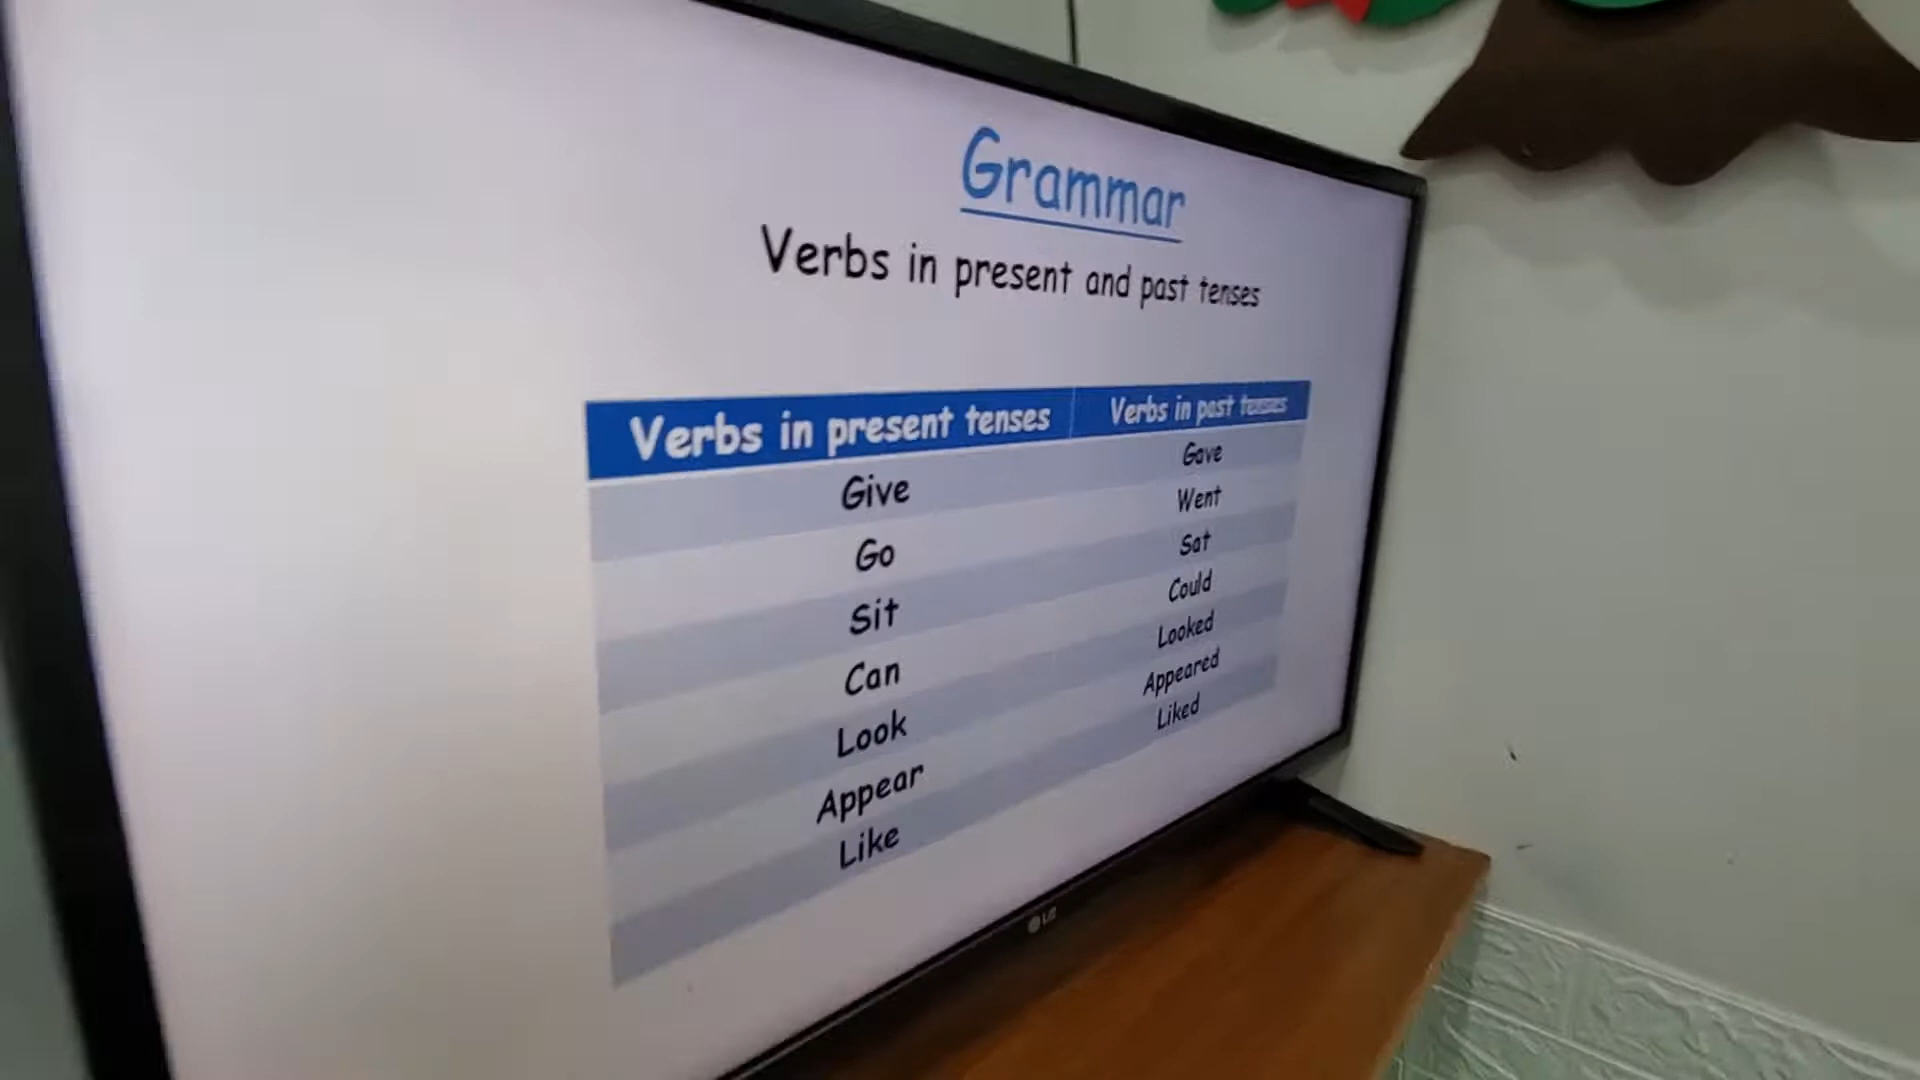 Grammar
Verbs in present and past tenses
Verbs in present tenses Verbs in past tenses
Give Gave
Go Went
Sit Sat
Can Could
Look Looked
Appear Appeared
Like Liked
LG